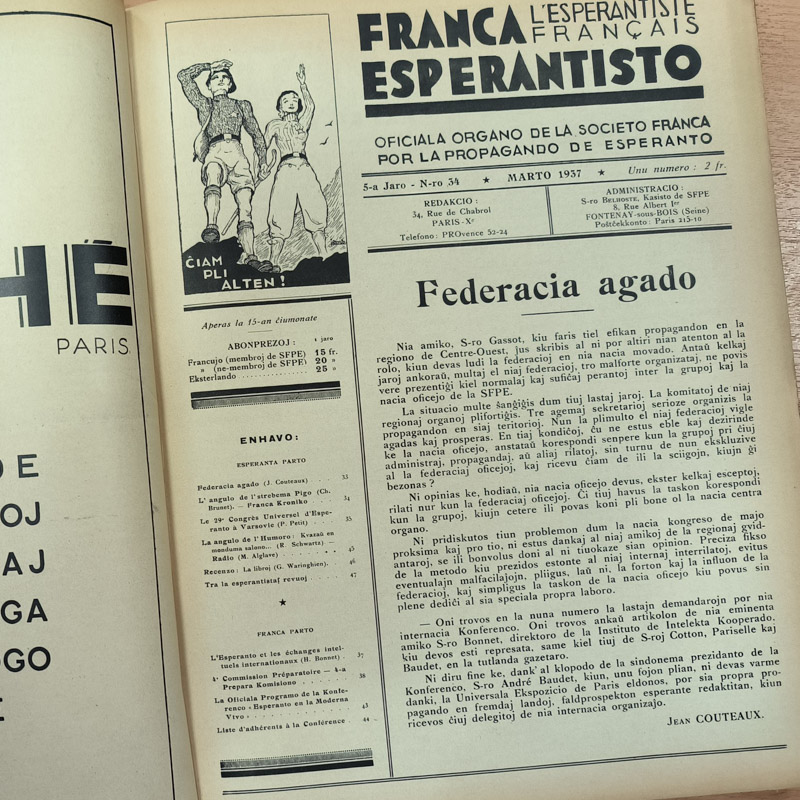 HÉ
PARIS
DE
OJ
AJ
GA
OGO
ĈIAM
PLI
ALTEN !
FRANCA L'ESPERANTISTE
FRANÇAIS
ESPERANTISTO
OFICIALA ORGANO DE LA SOCIETO FRANCA
POR LA PROPAGANDO DE ESPERANTO
5-a Jaro - N-ro 34 ★ MARTO 1937 ★ Unu numero : 2 fr.
REDAKCIO :
34, Rue de Chabrol
PARIS-Xe
Telefono : PROvence 52-24
ADMINISTRACIO :
S-ro BELHOSTE, Kasisto de SFPE
8, Rue Albert Ier
FONTENAY-sous-BOIS (Seine)
Poŝtĉekkonto : Paris 215-10
Aperas la 15-an ĉiumonate
ABONPREZOJ : 1 jaro
Francujo (membroj de SFPE) 15 fr.
» (ne-membroj de SFPE) 20 »
Eksterlando 25 »
ENHAVO :
ESPERANTA PARTO
Federacia agado (J. Couteaux) 33
L'angulo de l'strebema Pigo (Ch.
Brunet). — Franca Kroniko 34
Le 29e Congrès Universel d'Espe-
ranto à Varsovie (P. Petit) 35
La angulo de l'Humoro : Krazaŭ en
monduma salono... (R. Schwartz) —
Radio (M. Alglave) 45
Recenzo : La libroj (G. Waringhien) 46
Tra la esperantistaj revuoj 47
★
FRANCA PARTO
L'Esperanto et les échanges intel-
lectuels internationaux (H. Bonnet) 37
4e Commission Préparatoire — 4-a
Prepara Komisiono 38
La Oficiala Programo de la Konfe-
renco « Esperanto en la Moderna
Vivo » 43
Liste d'adhérents à la Conférence 44
Federacia agado
Nia amiko, S-ro Gassot, kiu faris tiel efikan propagandon en la
regiono de Centre-Ouest, ĵus skribis al ni por altiri nian atenton al la
rolo, kiun devas ludi la federacioj en nia nacia movado. Antaŭ kelkaj
jaroj ankoraŭ, multaj el niaj federacioj, tro malforte organizataj, ne povis
vere prezentiĝi kiel normalaj kaj sufiĉaj perantoj inter la grupoj kaj la
nacia oficejo de la SFPE.
La situacio multe ŝanĝiĝis dum tiuj lastaj jaroj. La komitatoj de niaj
regionaj organoj plifortiĝis. Tre agemaj sekretarioj serioze organizis la
propagandon en siaj teritorioj. Nun la plimulto el niaj federacioj vigle
agadas kaj prosperas. En tiaj kondiĉoj, ĉu ne estus eble kaj dezirinde
ke la nacia oficejo, anstataŭ korespondi senpere kun la grupoj pri ĉiuj
administraj, propagandaj, aŭ aliaj rilatoj, sin turnu de nun ekskluzive
al la federaciaj oficejoj, kaj ricevu ĉiam de ili la sciigojn, kiujn ĝi
bezonas ?
Ni opinias ke, hodiaŭ, nia nacia oficejo devus, ekster kelkaj esceptoj,
rilati nur kun la federaciaj oficejoj. Ĉi tiuj havus la taskon korespondi
kun la grupoj, kiujn cetere ili povas koni pli bone ol la nacia centra
organo.
Ni pridiskutos tiun problemon dum la nacia kongreso de majo
proksima kaj pro tio, ni estus dankaj al niaj amikoj de la regionaj gvid-
antaroj, se ili bonvolus doni al ni tiuokaze sian opinion. Preciza fikso
de la metodo kiu prezidos estonte al niaj internaj interrilatoj, evitus
eventualajn malfacilaĵojn, pliigus, laŭ ni, la forton kaj la influon de la
federacioj, kaj simpligus la taskon de la nacia oficejo kiu povus sin
plene dediĉi al sia speciala propra laboro.
— Oni trovos en la nuna numero la lastajn demandarojn por nia
internacia Konferenco. Oni trovos ankaŭ artikolon de nia eminenta
amiko S-ro Bonnet, direktoro de la Instituto de Intelekta Kooperado,
kiu devos esti represata, same kiel tiuj de S-roj Cotton, Pariselle kaj
Baudet, en la tutlanda gazetaro.
Ni diru fine ke, dank' al klopodo de la sindonema prezidanto de la
Konferenco, S-ro André Baudet, kiun, unu fojon plian, ni devas varme
danki, la Universala Ekspozicio de Paris eldonos, por sia propra pro-
pagando en fremdaj landoj, faldprospekton esperante redaktitan, kiun
ricevos ĉiuj delegitoj de nia internacia organizaĵo.
JEAN COUTEAUX.